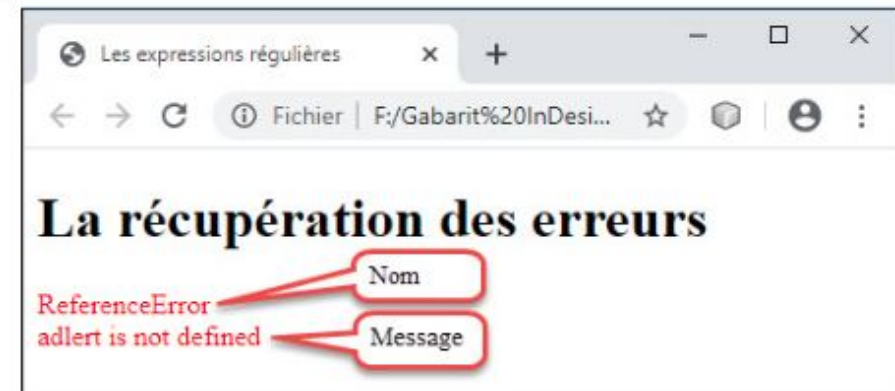 Les expressions régulières
Fichier | F:/Gabarit%20InDesi...
La récupération des erreurs
Nom
ReferenceError
adlert is not defined
Message